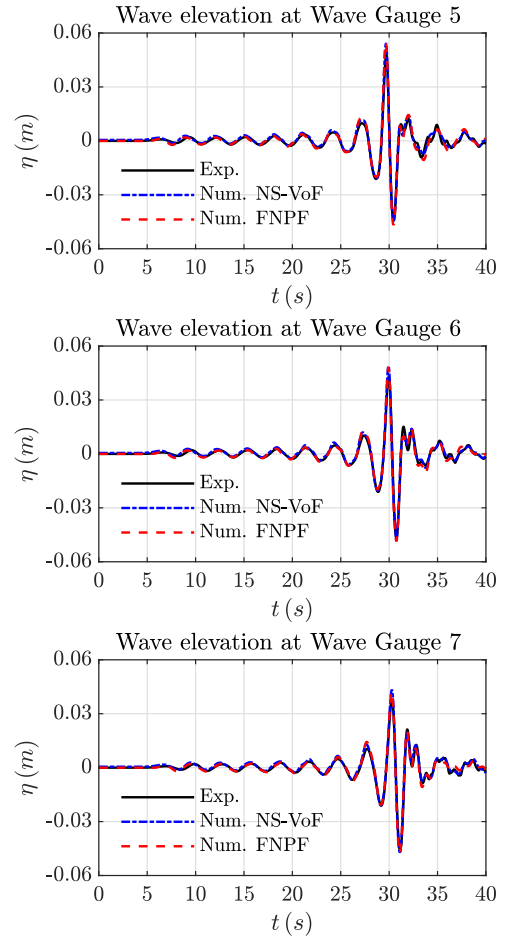 Wave elevation at Wave Gauge 5
0.06
0.03
0
-0.03
-0.06
η (m)
Exp.
Num. NS-VoF
Num. FNPF
0 5 10 15 20 25 30 35 40
t (s)
Wave elevation at Wave Gauge 6
0.06
0.03
0
-0.03
-0.06
η (m)
Exp.
Num. NS-VoF
Num. FNPF
0 5 10 15 20 25 30 35 40
t (s)
Wave elevation at Wave Gauge 7
0.06
0.03
0
-0.03
-0.06
η (m)
Exp.
Num. NS-VoF
Num. FNPF
0 5 10 15 20 25 30 35 40
t (s)